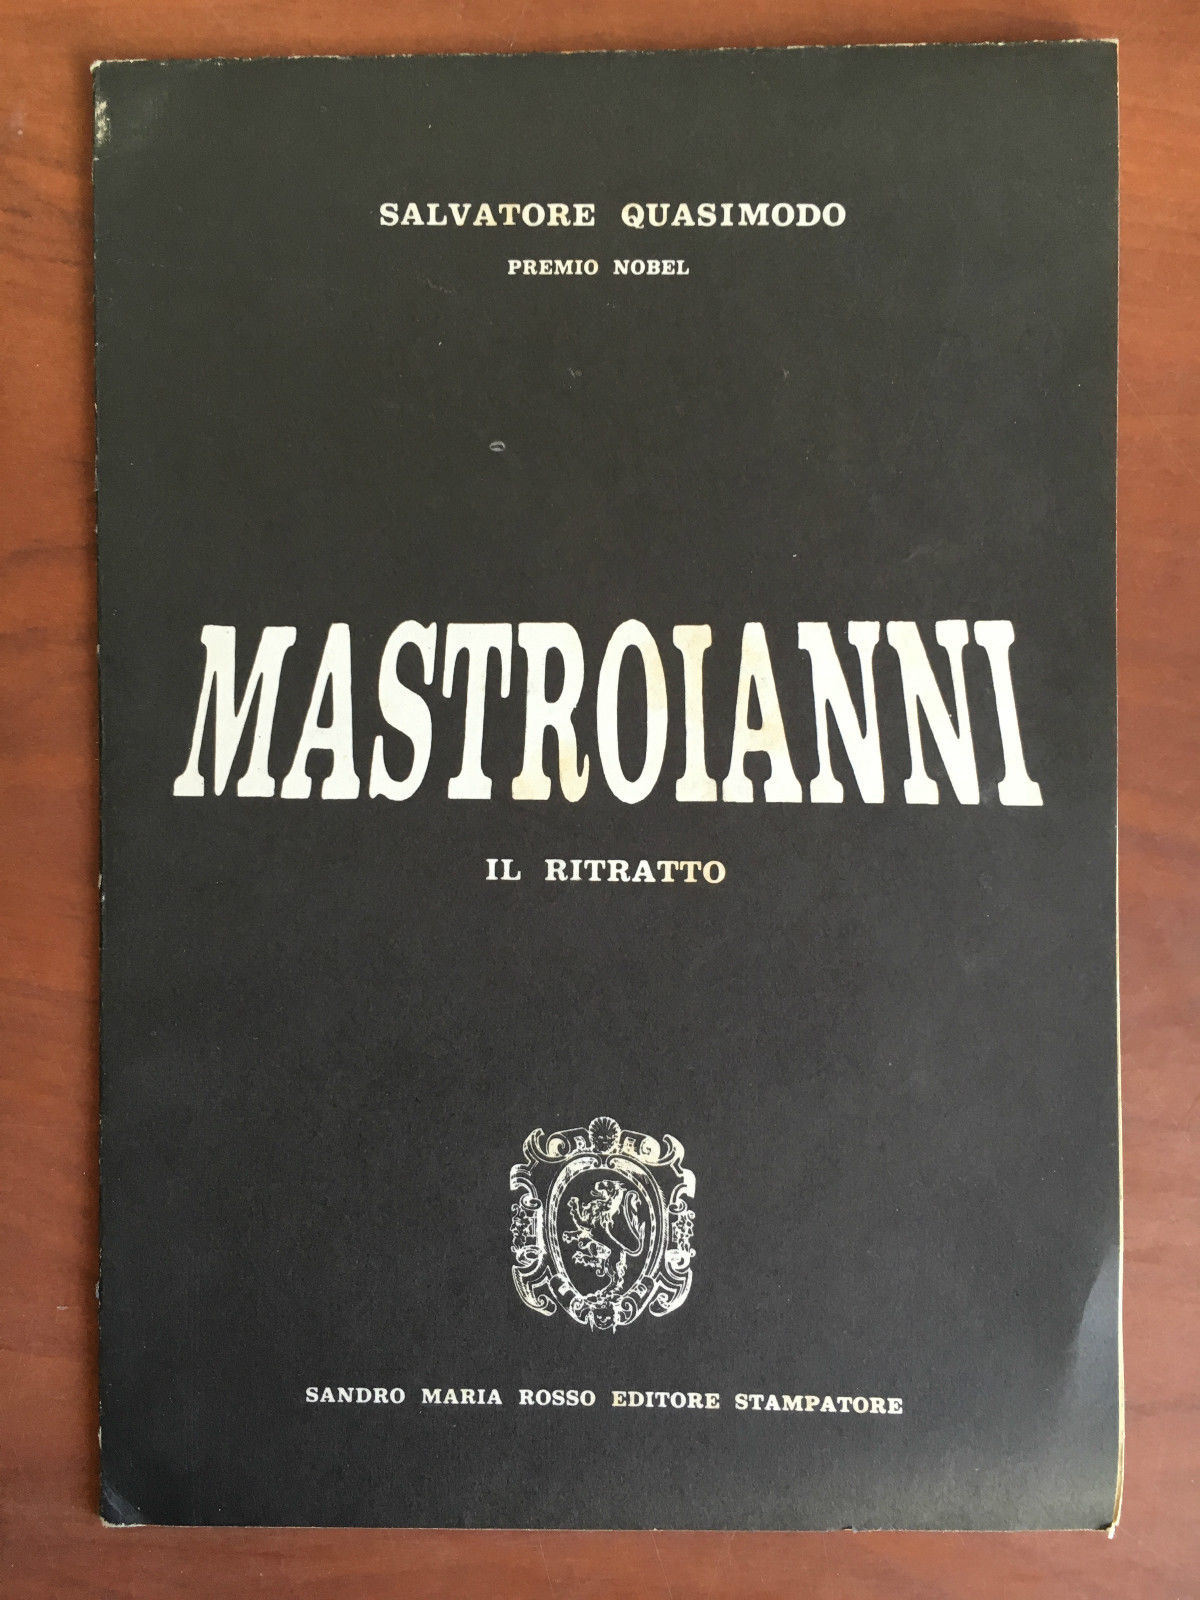 SALVATORE QUASIMODO
PREMIO NOBEL
MASTROIANNI
IL RITRATTO
SANDRO MARIA ROSSO EDITORE STAMPATORE